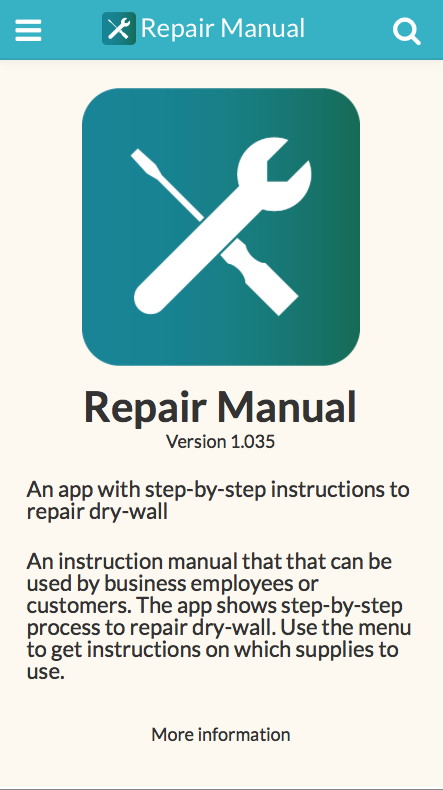 Repair Manual
Repair Manual
Version 1.035
An app with step-by-step instructions to
repair dry-wall
An instruction manual that that can be
used by business employees or
customers. The app shows step-by-step
process to repair dry-wall. Use the menu
to get instructions on which supplies to
use.
More information